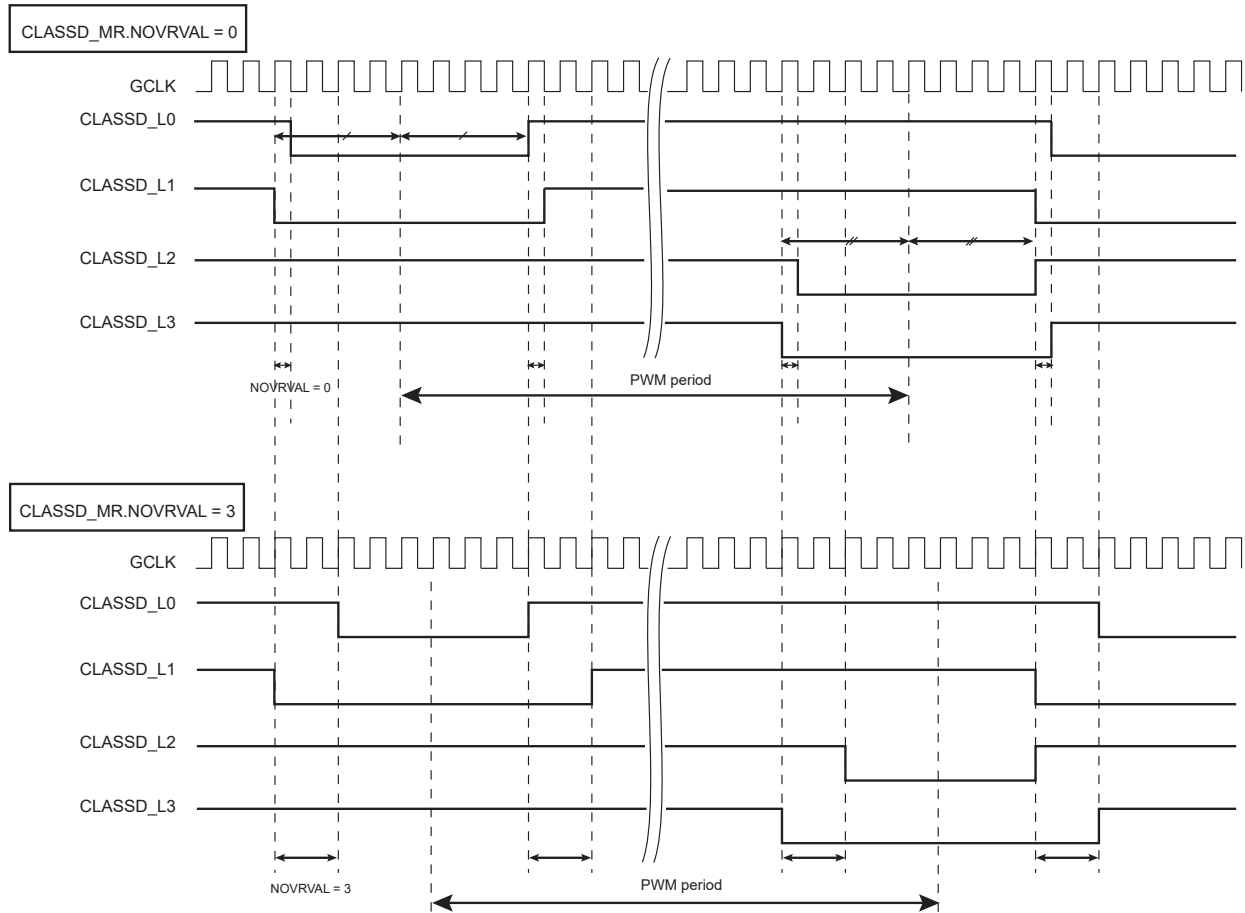 CLASSD_MR.NOVRVAL = 0
GCLK
CLASSD_L0
CLASSD_L1
CLASSD_L2
CLASSD_L3
NOVRVAL = 0
PWM period
CLASSD_MR.NOVRVAL = 3
GCLK
CLASSD_L0
CLASSD_L1
CLASSD_L2
CLASSD_L3
NOVRVAL = 3
PWM period